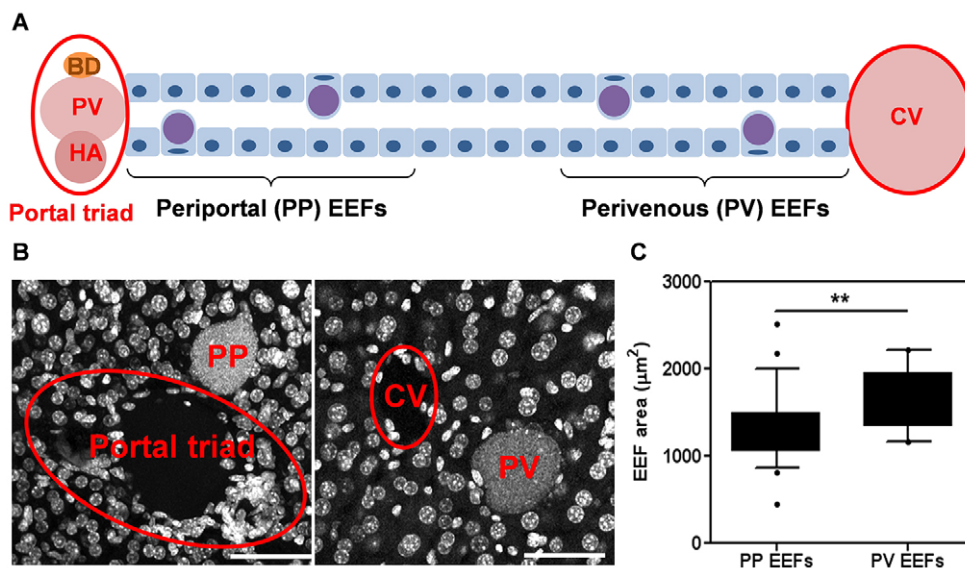 A
BD
PV
HA
Portal triad
CV
Periportal (PP) EEFs
Perivenous (PV) EEFs
B
PP
Portal triad
CV
PV
C
**
EEF area (µm²)
3000
2000
1000
0
PP EEFs
PV EEFs